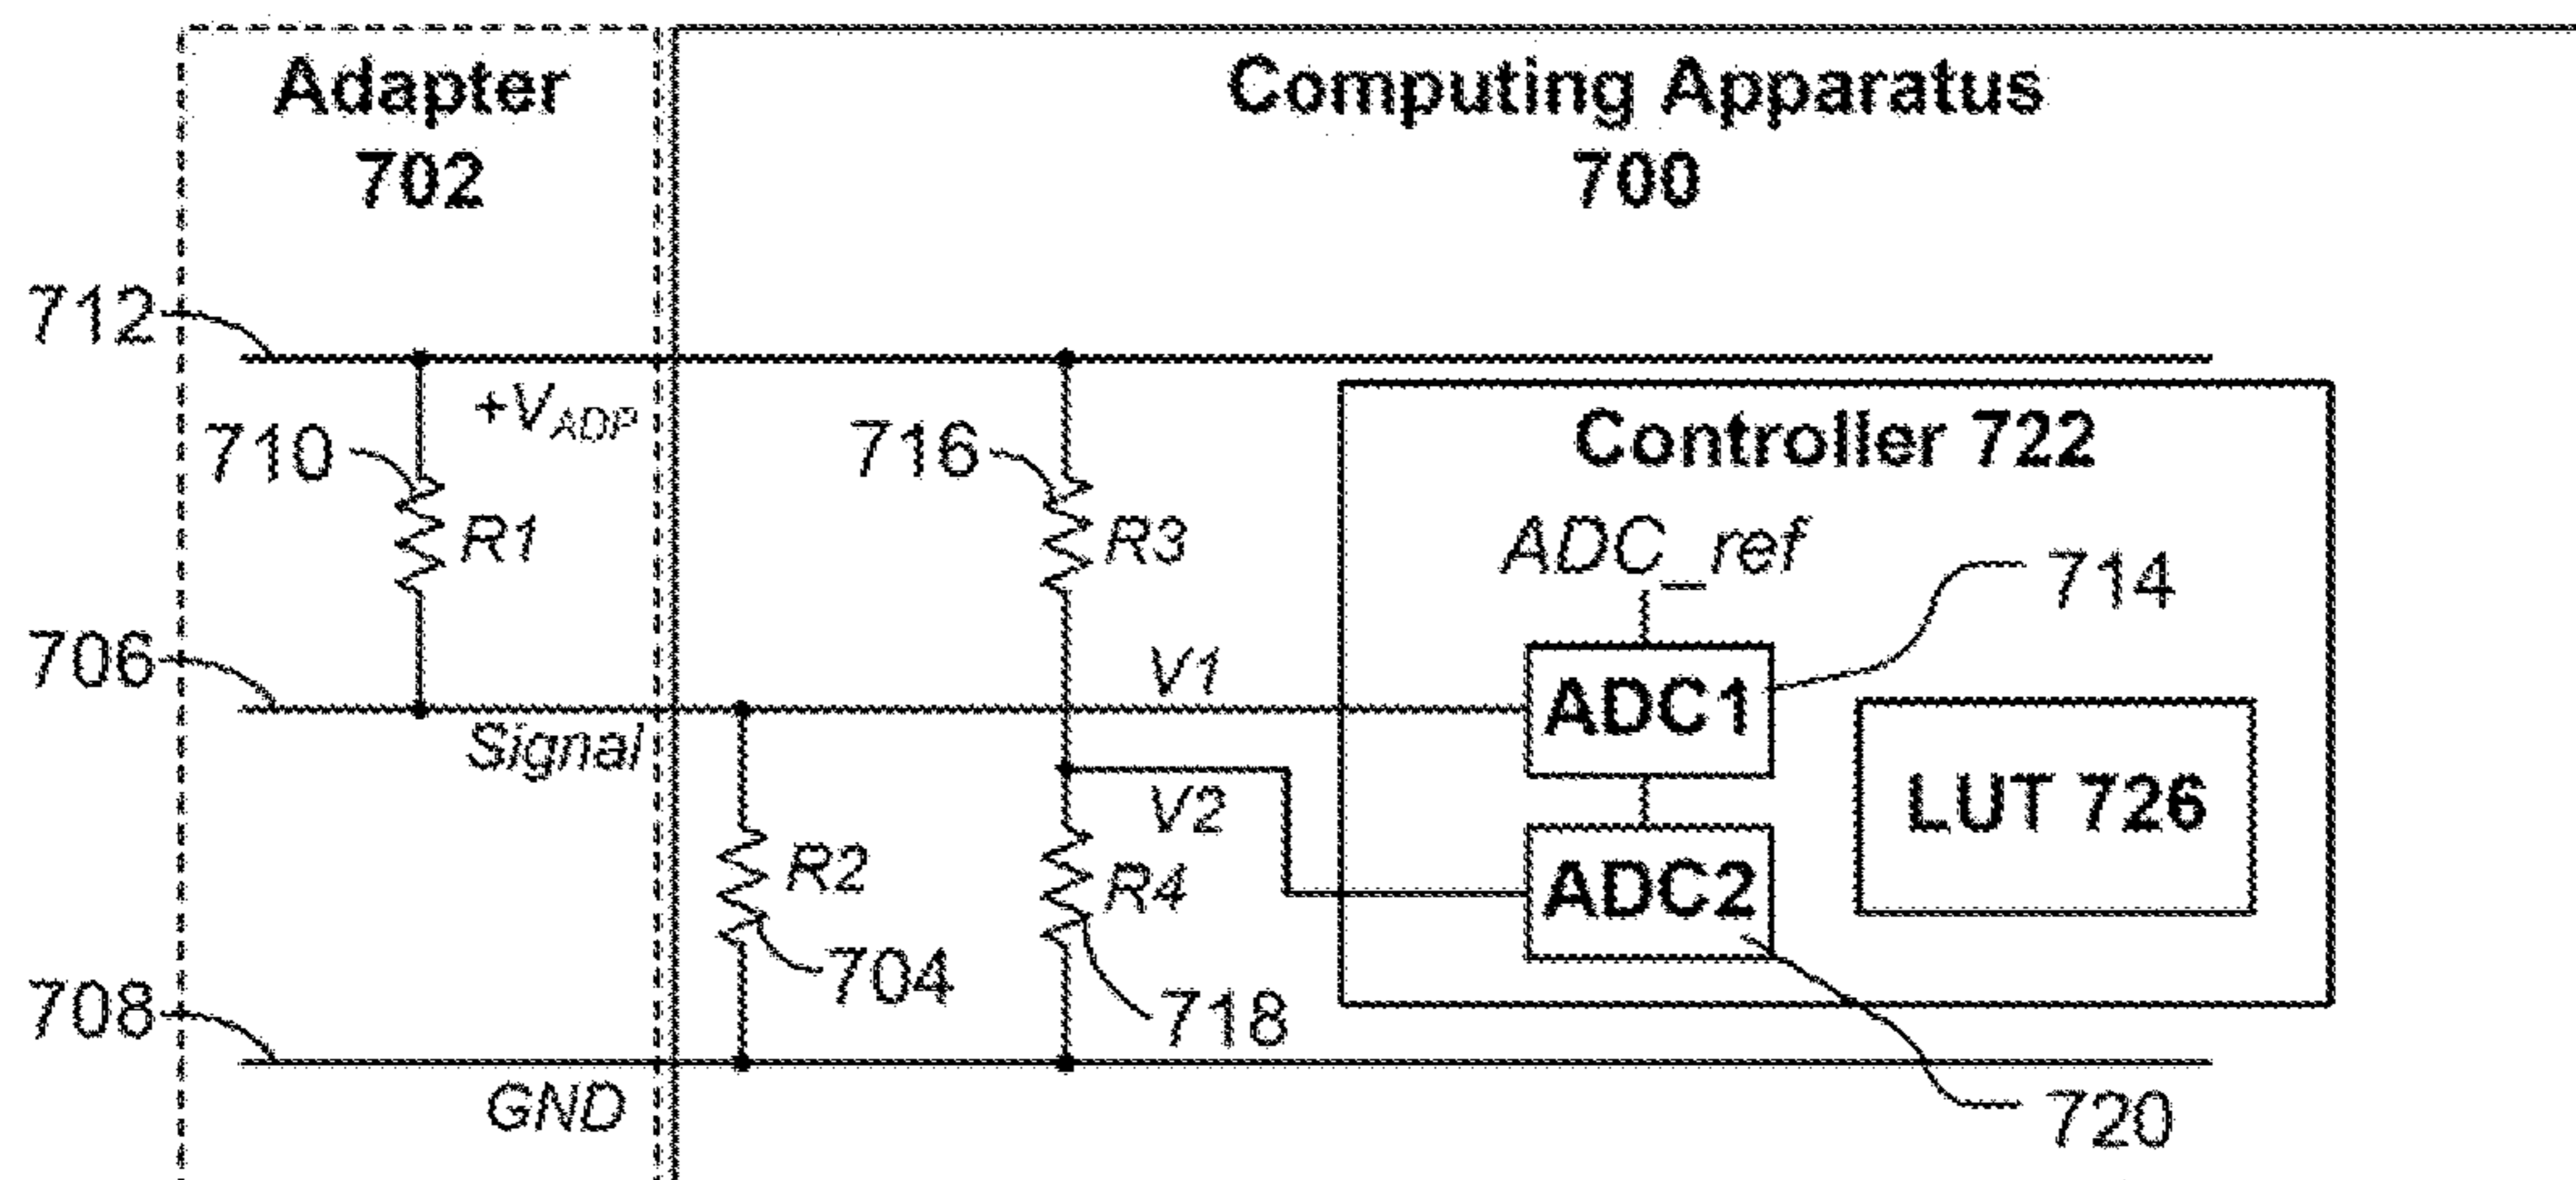 Adapter
702
Computing Apparatus
700
712
+VADP
710
R1
716
R3
Controller 722
ADC_ref
714
706
Signal
V1
ADC1
LUT 726
V2
R2
704
R4
718
ADC2
708
GND
720